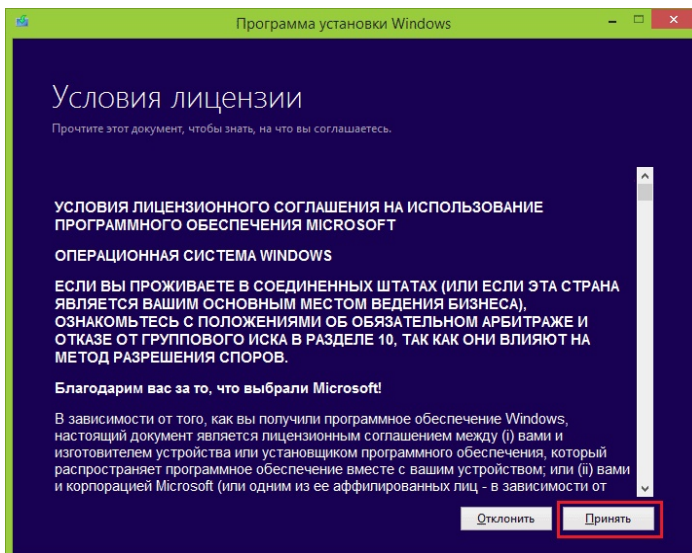 Программа установки Windows
Условия лицензии
Прочтите этот документ, чтобы знать, на что вы соглашаетесь.
УСЛОВИЯ ЛИЦЕНЗИОННОГО СОГЛАШЕНИЯ НА ИСПОЛЬЗОВАНИЕ
ПРОГРАММНОГО ОБЕСПЕЧЕНИЯ MICROSOFT
ОПЕРАЦИОННАЯ СИСТЕМА WINDOWS
ЕСЛИ ВЫ ПРОЖИВАЕТЕ В СОЕДИНЕННЫХ ШТАТАХ (ИЛИ ЕСЛИ ЭТА СТРАНА
ЯВЛЯЕТСЯ ВАШИМ ОСНОВНЫМ МЕСТОМ ВЕДЕНИЯ БИЗНЕСА),
ОЗНАКОМЬТЕСЬ С ПОЛОЖЕНИЯМИ ОБ ОБЯЗАТЕЛЬНОМ АРБИТРАЖЕ И
ОТКАЗЕ ОТ ГРУППОВОГО ИСКА В РАЗДЕЛЕ 10, ТАК КАК ОНИ ВЛИЯЮТ НА
МЕТОД РАЗРЕШЕНИЯ СПОРОВ.
Благодарим вас за то, что выбрали Microsoft!
В зависимости от того, как вы получили программное обеспечение Windows,
настоящий документ является лицензионным соглашением между (i) вами и
изготовителем устройства или установщиком программного обеспечения, который
распространяет программное обеспечение вместе с вашим устройством; или (ii) вами
и корпорацией Microsoft (или одним из ее аффилированных лиц - в зависимости от
Отклонить Принять